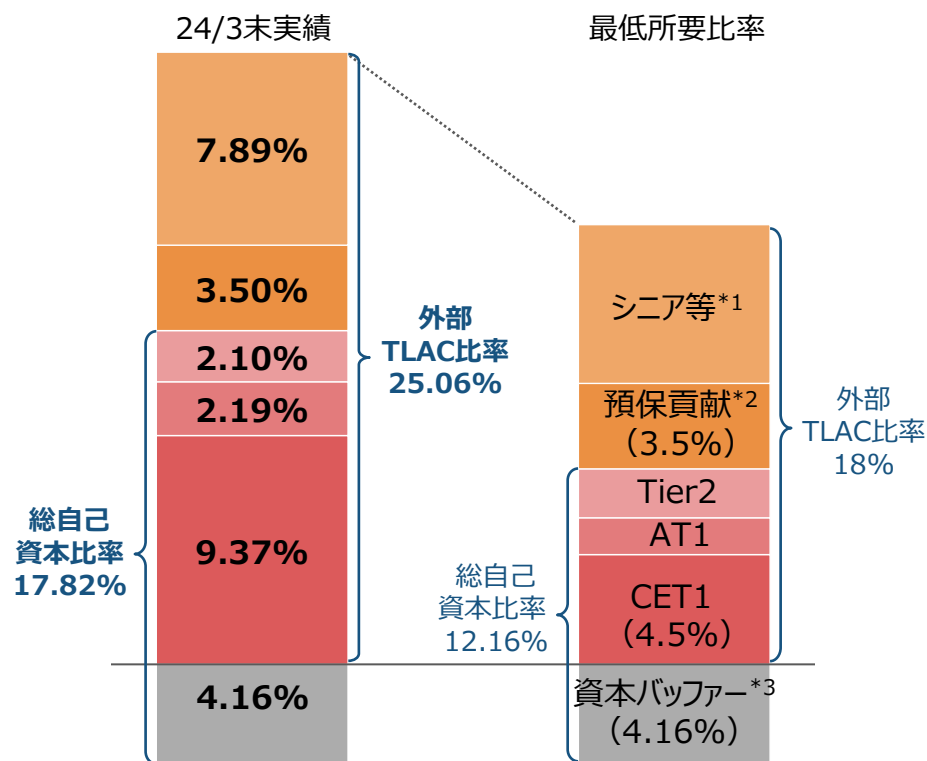 24/3末実績
7.89%
3.50%
2.10%
2.19%
9.37%
4.16%
外部
TLAC比率
25.06%
総自己
資本比率
17.82%
最低所要比率
シニア等*1
預保貢献*2
（3.5%）
Tier2
AT1
CET1
（4.5%）
資本バッファー*3
（4.16%）
外部
TLAC比率
18%
総自己
資本比率
12.16%